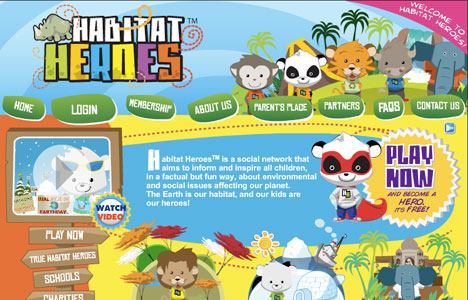 HABITAT
HEROES
TM
WELCOME TO
HABITAT HEROES!
HOME
LOGIN
MEMBERSHIP
ABOUT US
PARENT'S PLACE
PARTNERS
FAQS
CONTACT US
Habitat Heroes™ is a social network that
aims to inform and inspire all children,
in a factual but fun way, about environmental
and social issues affecting our planet.
The Earth is our habitat, and our kids are
our heroes!
PLAY
NOW
AND BECOME A
HERO.
IT'S FREE!
WATCH
VIDEO
PLAY NOW
TRUE HABITAT HEROES
SCHOOLS
CHARITIES